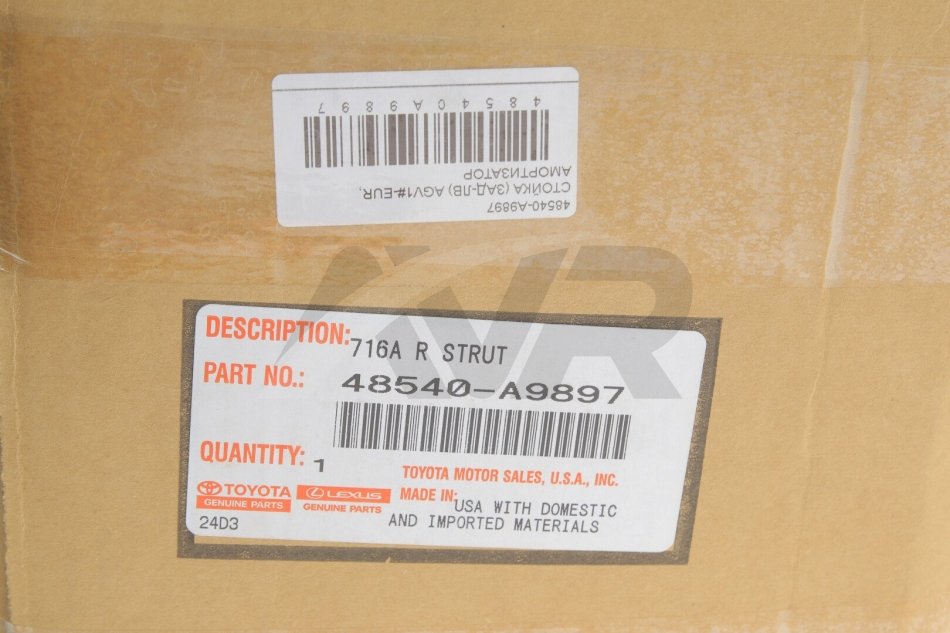 48540-A9897
СТОЙКА (ЗАД-ЛВ) AGV1#-EUR,
АМОРТИЗАТОР
48540A9897
AVR
DESCRIPTION: 716A R STRUT
PART NO.: 48540-A9897
QUANTITY: 1
TOYOTA MOTOR SALES, U.S.A., INC.
TOYOTA
GENUINE PARTS
LEXUS
GENUINE PARTS
MADE IN: USA WITH DOMESTIC
AND IMPORTED MATERIALS
24D3